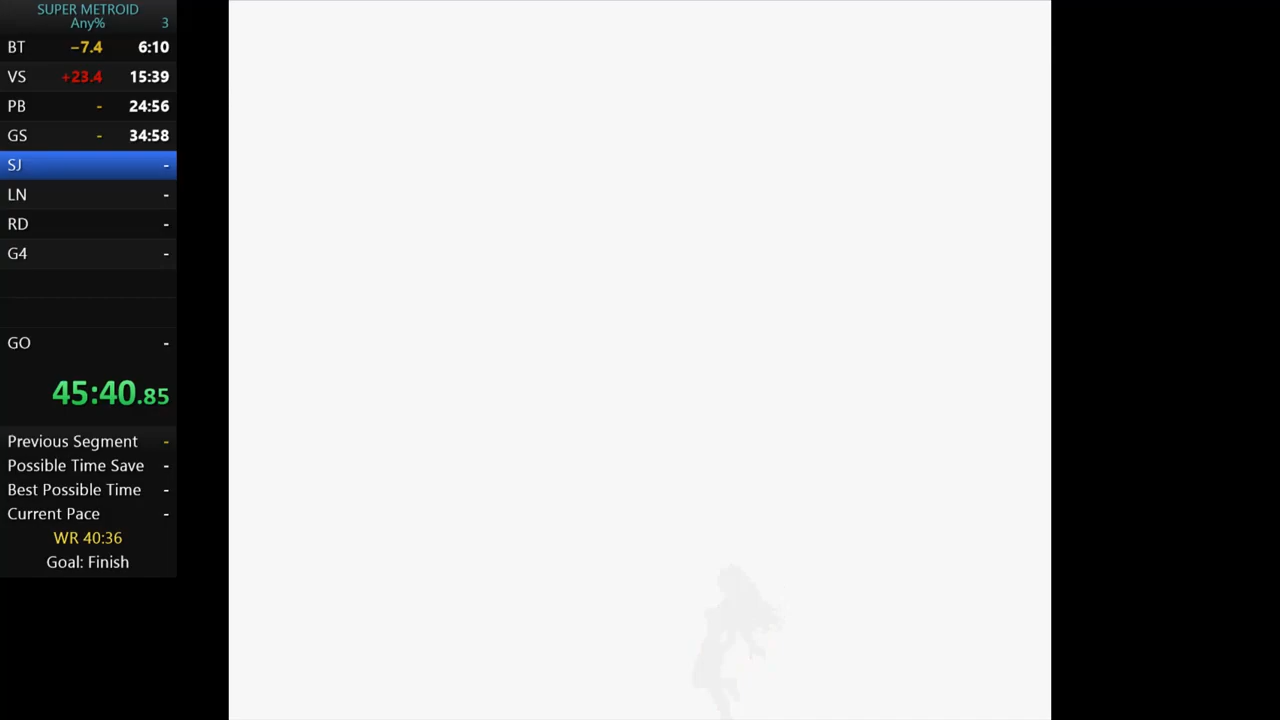 SUPER METROID
Any% 3
BT −7.4 6:10
VS +23.4 15:39
PB - 24:56
GS - 34:58
SJ -
LN -
RD -
G4 -
GO -
45:40.85
Previous Segment -
Possible Time Save -
Best Possible Time -
Current Pace -
WR 40:36
Goal: Finish